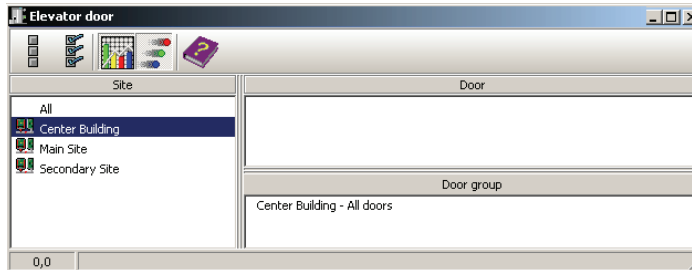 Elevator door
?
Site
All
Center Building
Main Site
Secondary Site
Door
Door group
Center Building - All doors
0,0